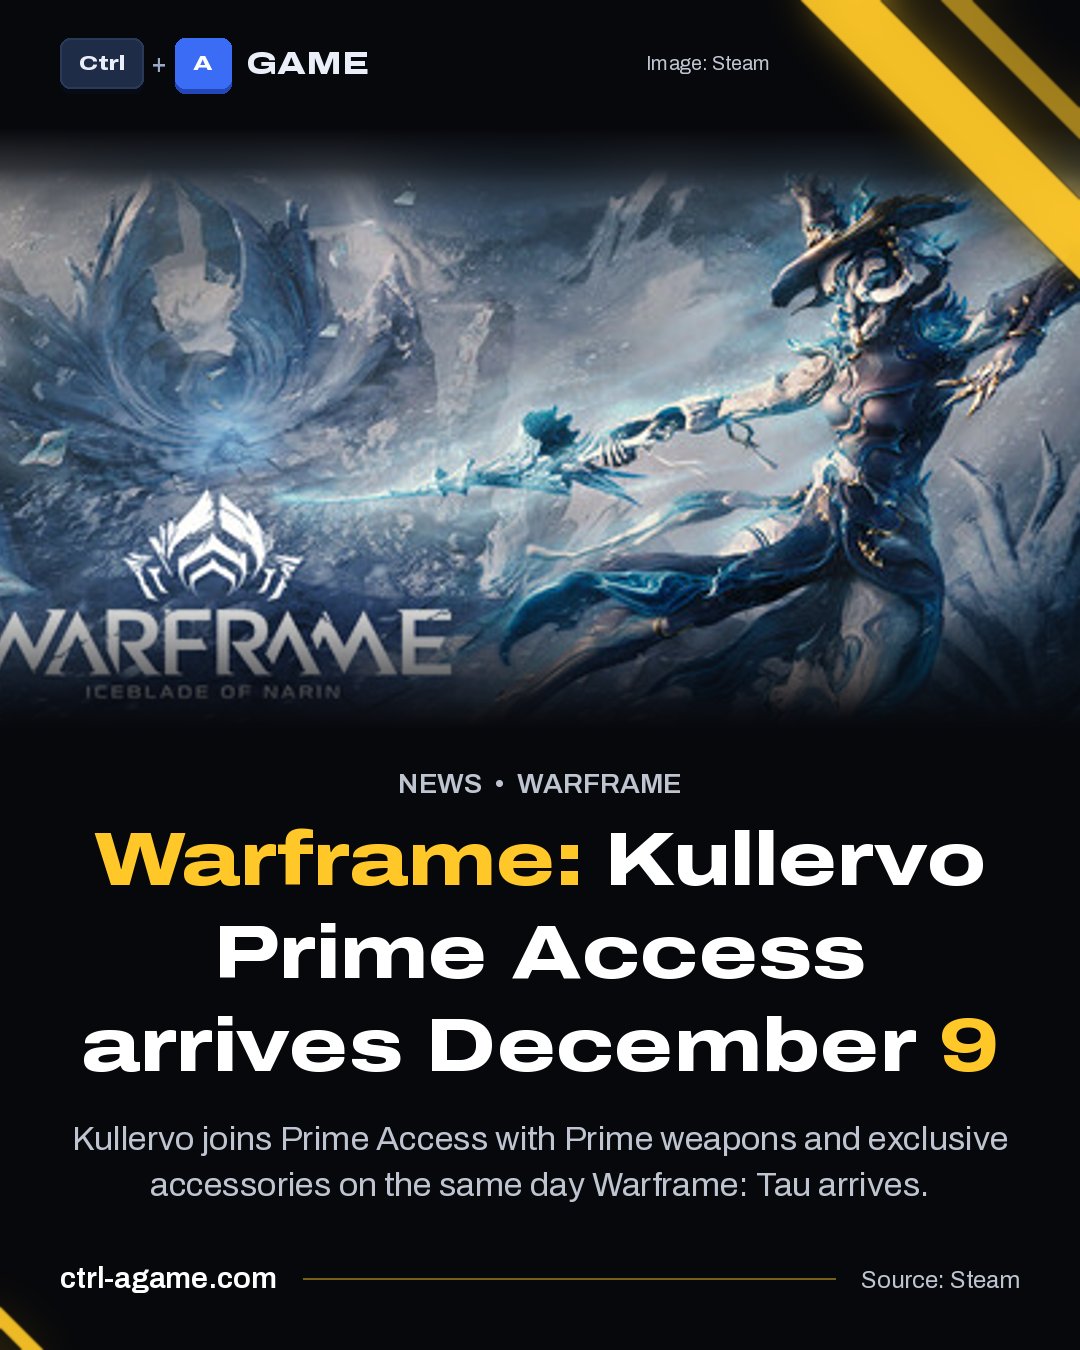 Ctrl + A GAME
Image: Steam
WARFRAME
ICEBLADE OF NARIN
NEWS • WARFRAME
Warframe: Kullervo
Prime Access
arrives December 9
Kullervo joins Prime Access with Prime weapons and exclusive
accessories on the same day Warframe: Tau arrives.
ctrl-agame.com
Source: Steam